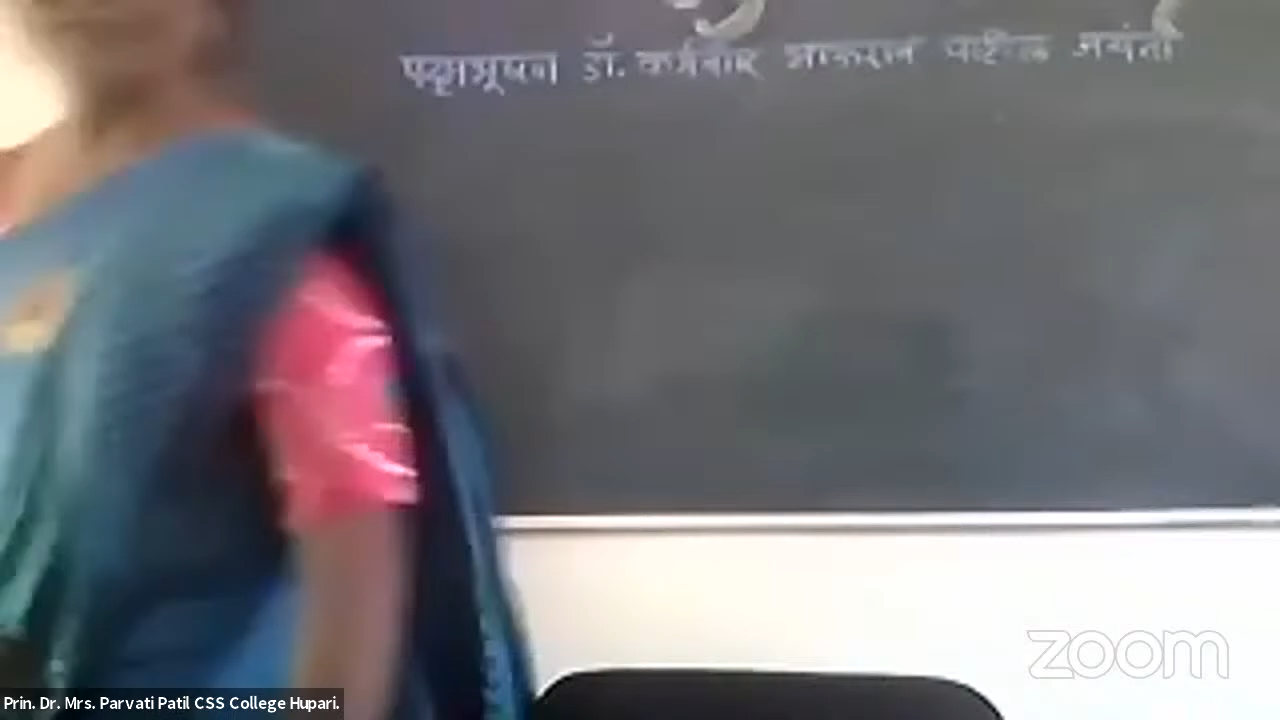 पद्मभूषण डॉ. कर्मवीर भाऊराव पाटील जयंती
zoom
Prin. Dr. Mrs. Parvati Patil CSS College Hupari.